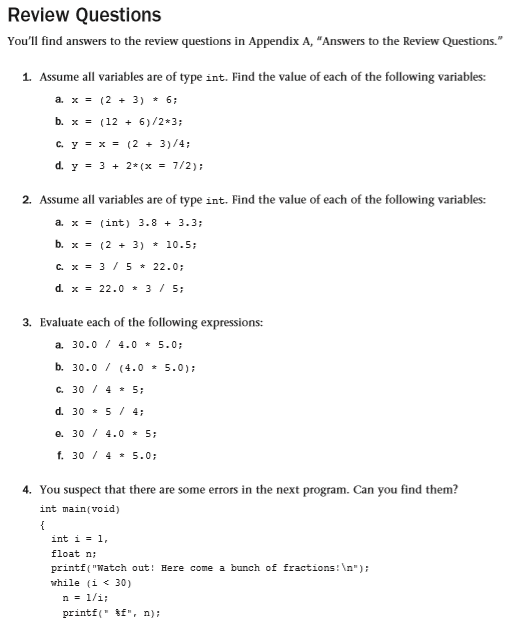 Review Questions
You'll find answers to the review questions in Appendix A, "Answers to the Review Questions."
1. Assume all variables are of type int. Find the value of each of the following variables:
a. x = (2 + 3) * 6;
b. x = (12 + 6)/2*3;
c. y = x = (2 + 3)/4;
d. y = 3 + 2*(x = 7/2);
2. Assume all variables are of type int. Find the value of each of the following variables:
a. x = (int) 3.8 + 3.3;
b. x = (2 + 3) * 10.5;
c. x = 3 / 5 * 22.0;
d. x = 22.0 * 3 / 5;
3. Evaluate each of the following expressions:
a. 30.0 / 4.0 * 5.0;
b. 30.0 / (4.0 * 5.0);
c. 30 / 4 * 5;
d. 30 * 5 / 4;
e. 30 / 4.0 * 5;
f. 30 / 4 * 5.0;
4. You suspect that there are some errors in the next program. Can you find them?
int main(void)
{
int i = 1,
float n;
printf("Watch out! Here come a bunch of fractions!\n");
while (i < 30)
n = 1/i;
printf(" %f", n);